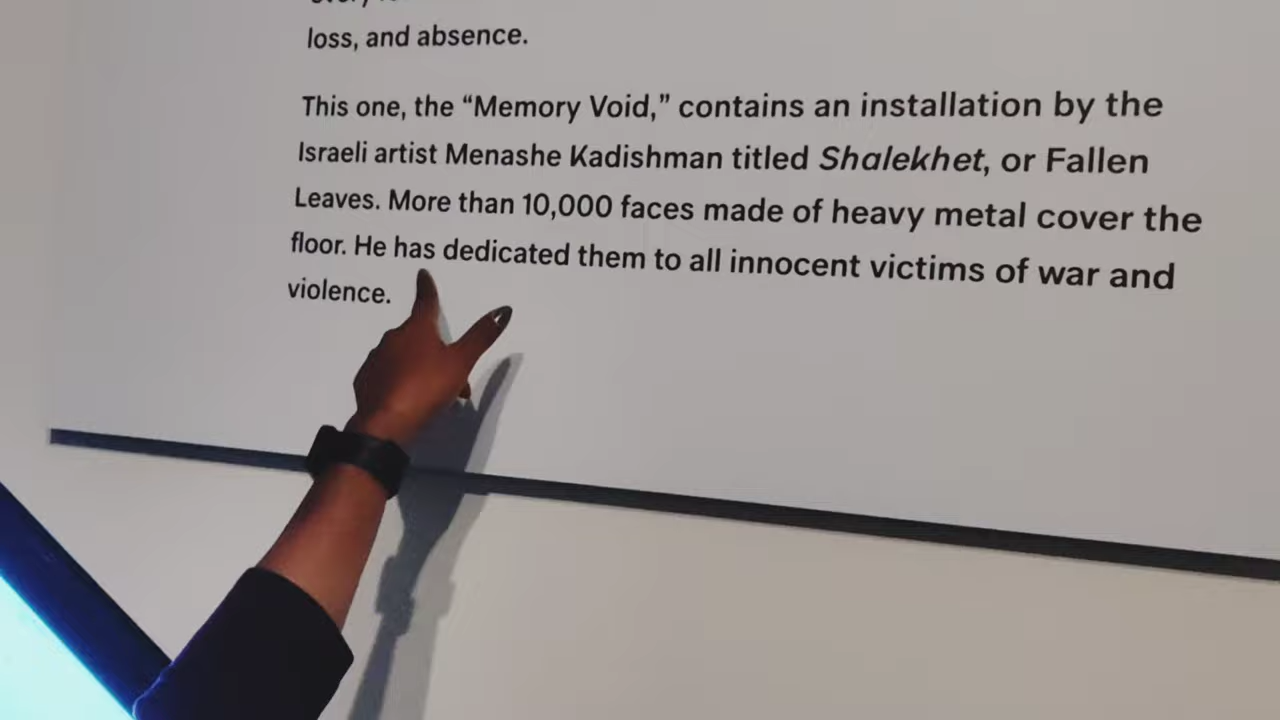 loss, and absence.
This one, the “Memory Void,” contains an installation by the
Israeli artist Menashe Kadishman titled Shalekhet, or Fallen
Leaves. More than 10,000 faces made of heavy metal cover the
floor. He has dedicated them to all innocent victims of war and
violence.